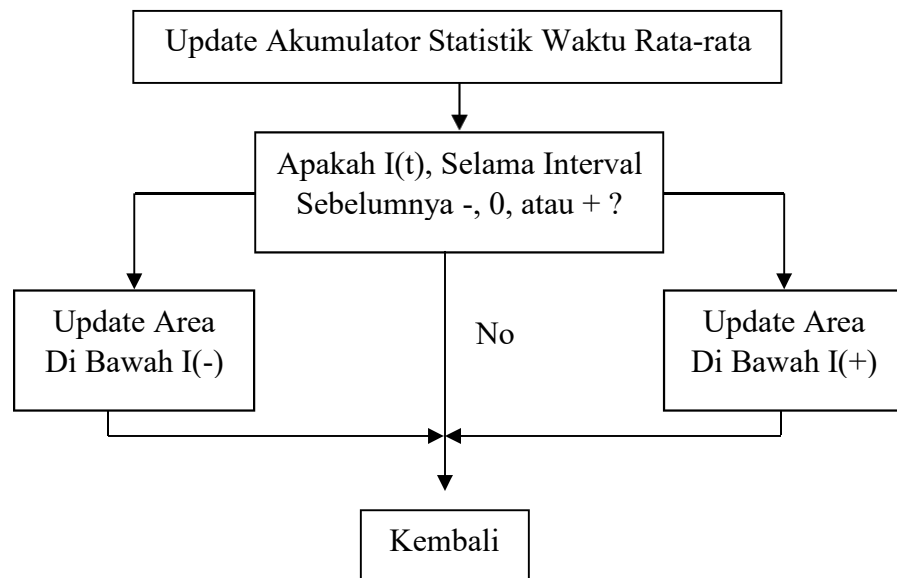 Update Akumulator Statistik Waktu Rata-rata
Apakah I(t), Selama Interval
Sebelumnya -, 0, atau + ?
Update Area
Di Bawah I(-)
No
Update Area
Di Bawah I(+)
Kembali